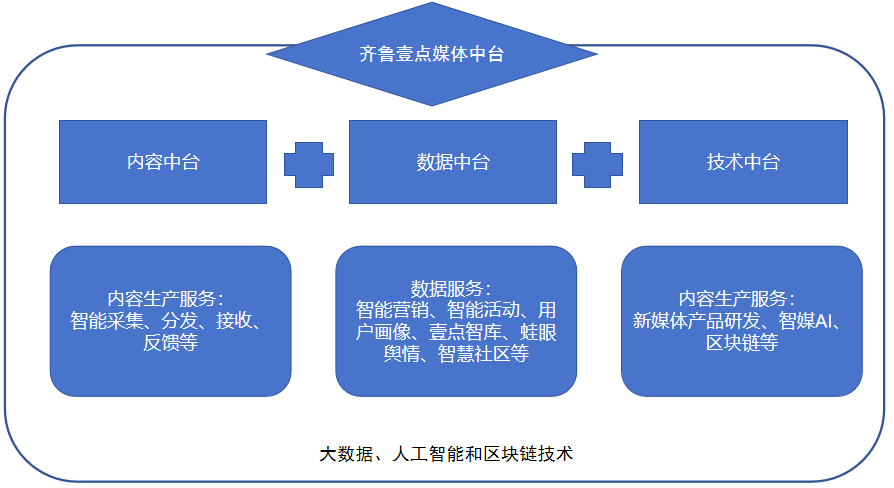 齐鲁壹点媒体中台
内容中台
数据中台
技术中台
内容生产服务：
智能采集、分发、接收、
反馈等
数据服务：
智能营销、智能活动、用
户画像、壹点智库、蛙眼
舆情、智慧社区等
内容生产服务：
新媒体产品研发、智媒AI、
区块链等
大数据、人工智能和区块链技术